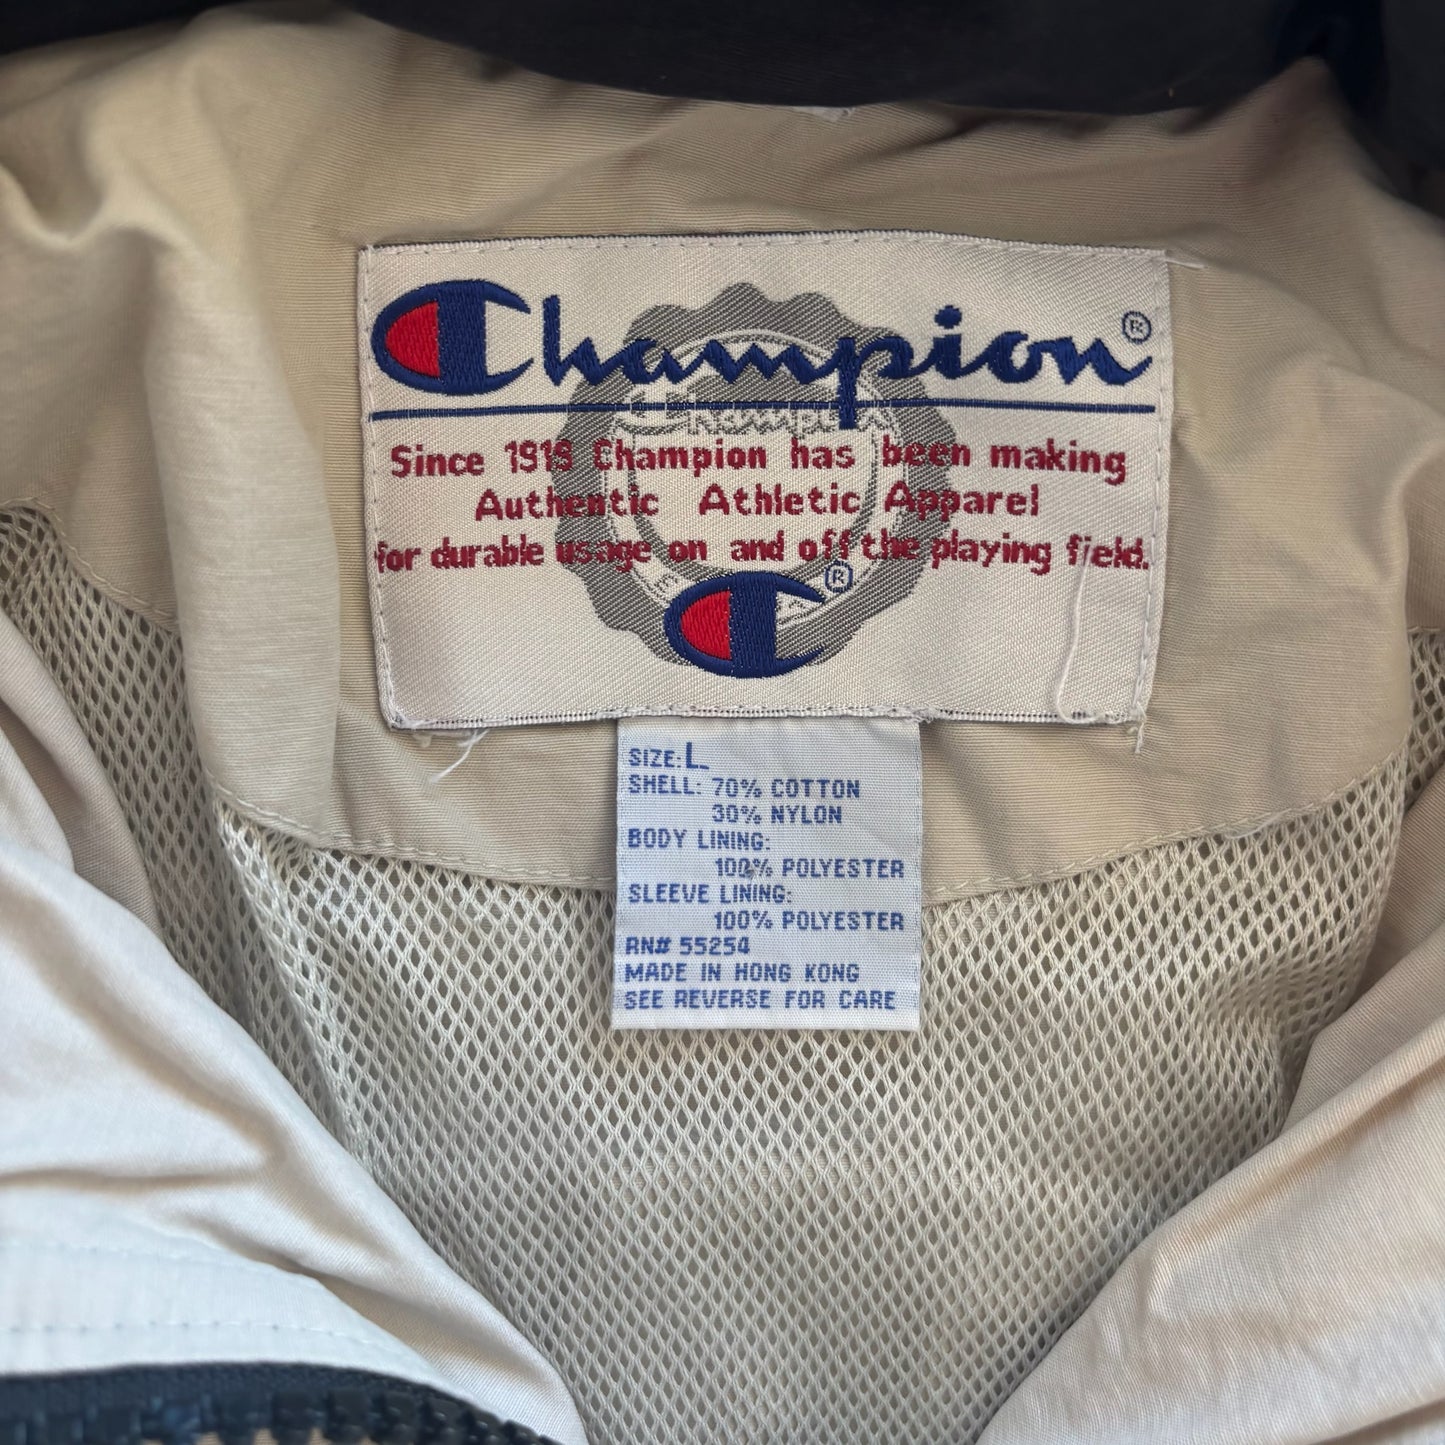 Champion®
Champion
Since 1919 Champion has been making
Authentic Athletic Apparel
for durable usage on and off the playing field.
®
SIZE: L
SHELL: 70% COTTON
30% NYLON
BODY LINING:
100% POLYESTER
SLEEVE LINING:
100% POLYESTER
RN# 55254
MADE IN HONG KONG
SEE REVERSE FOR CARE